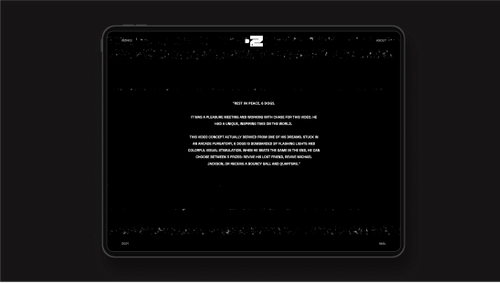 WORKS
.2
ABOUT
"REST IN PEACE, 6 DOGS.
IT WAS A PLEASURE MEETING AND WORKING WITH CHASE FOR THIS VIDEO. HE
HAD A UNIQUE, INSPIRING TAKE ON THE WORLD.
THIS VIDEO CONCEPT ACTUALLY DERIVED FROM ONE OF HIS DREAMS. STUCK IN
AN ARCADE PURGATORY, 6 DOGS IS BOMBARDED BY FLASHING LIGHTS AND
COLORFUL VISUAL STIMULATION. WHEN HE BEATS THE GAME IN THE END, HE CAN
CHOOSE BETWEEN 3 PRIZES: REVIVE HIS LOST FRIEND, REVIVE MICHAEL
JACKSON, OR RECEIVE A BOUNCY BALL AND QUARTERS."
2021